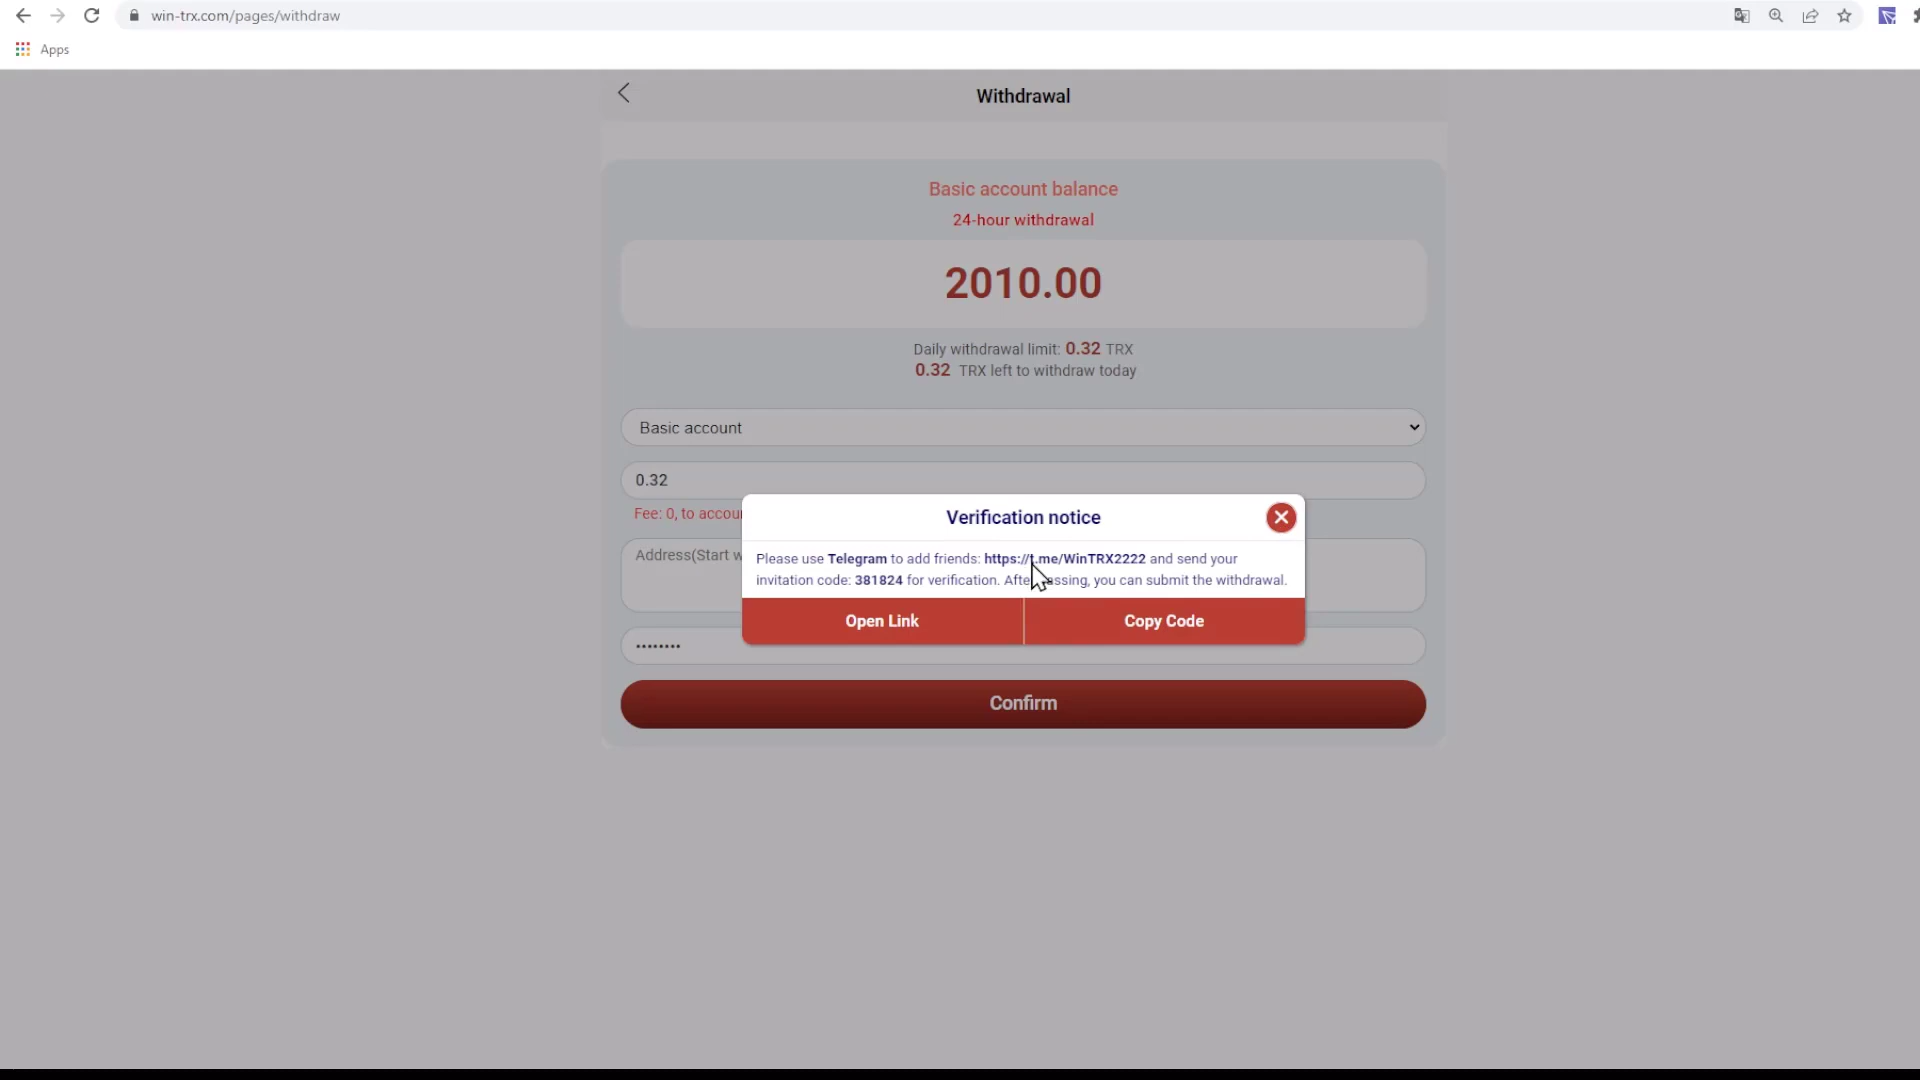 win-trx.com/pages/withdraw
Apps
Withdrawal
Basic account balance
24-hour withdrawal
2010.00
Daily withdrawal limit: 0.32 TRX
0.32 TRX left to withdraw today
Basic account
0.32
Fee: 0, to
Verification notice
Address(Start
Please use Telegram to add friends: https://t.me/WinTRX2222 and send your
invitation code: 381824 for verification. you can submit the withdrawal.
Open Link
Copy Code
••••••••
Confirm